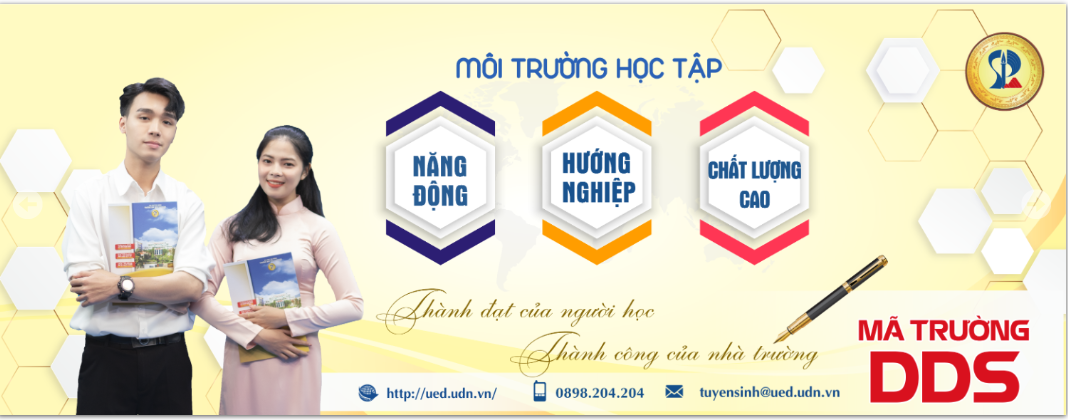 MÔI TRƯỜNG HỌC TẬP
NĂNG
ĐỘNG
HƯỚNG
NGHIỆP
CHẤT LƯỢNG
CAO
Thành đạt của người học
Thành công của nhà trường
MÃ TRƯỜNG
DDS
http://ued.udn.vn/
0898.204.204
tuyensinh@ued.udn.vn